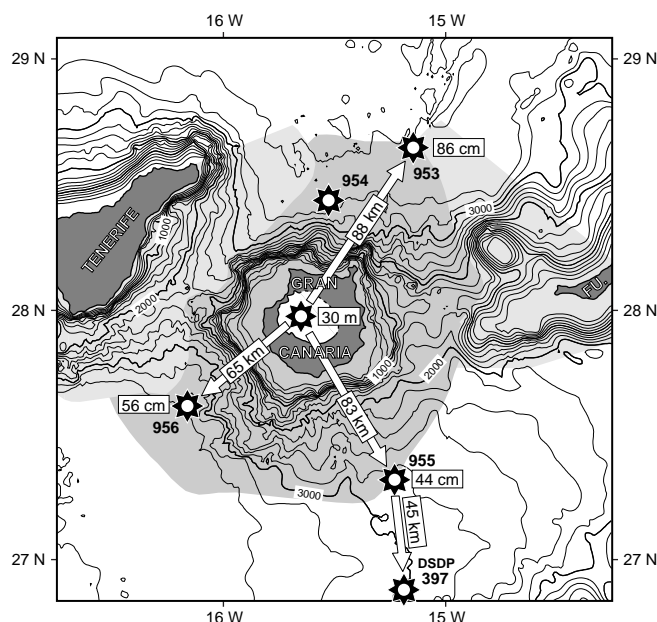 16 W
15 W
29 N
29 N
86 cm
954
953
88 km
3000
TENERIFE
1000
2000
GRAN
FU.
28 N
28 N
30 m
CANARIA
65 km
1000
2000
83 km
56 cm
956
955
44 cm
3000
45 km
27 N
27 N
DSDP
397
16 W
15 W